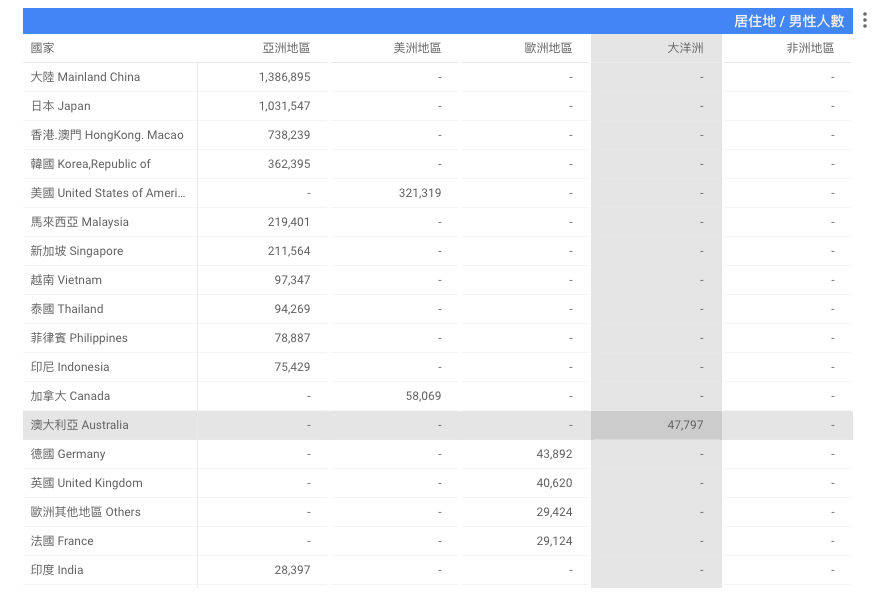 居住地 / 男性人數
國家 亞洲地區 美洲地區 歐洲地區 大洋洲 非洲地區
大陸 Mainland China 1,386,895 - - - -
日本 Japan 1,031,547 - - - -
香港.澳門 HongKong. Macao 738,239 - - - -
韓國 Korea,Republic of 362,395 - - - -
美國 United States of Ameri... - 321,319 - - -
馬來西亞 Malaysia 219,401 - - - -
新加坡 Singapore 211,564 - - - -
越南 Vietnam 97,347 - - - -
泰國 Thailand 94,269 - - - -
菲律賓 Philippines 78,887 - - - -
印尼 Indonesia 75,429 - - - -
加拿大 Canada - 58,069 - - -
澳大利亞 Australia - - - 47,797 -
德國 Germany - - 43,892 - -
英國 United Kingdom - - 40,620 - -
歐洲其他地區 Others - - 29,424 - -
法國 France - - 29,124 - -
印度 India 28,397 - - - -